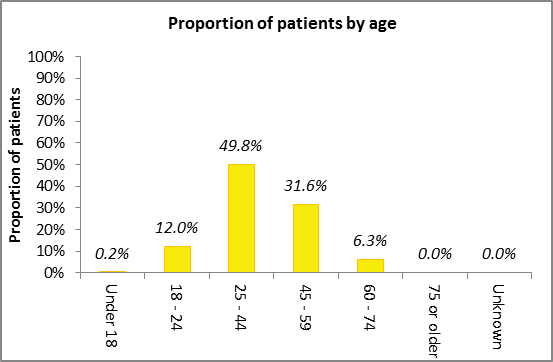 Proportion of patients by age
Proportion of patients
100%
90%
80%
70%
60%
50%
40%
30%
20%
10%
0%
0.2%
12.0%
49.8%
31.6%
6.3%
0.0%
0.0%
Under 18
18 - 24
25 - 44
45 - 59
60 - 74
75 or older
Unknown